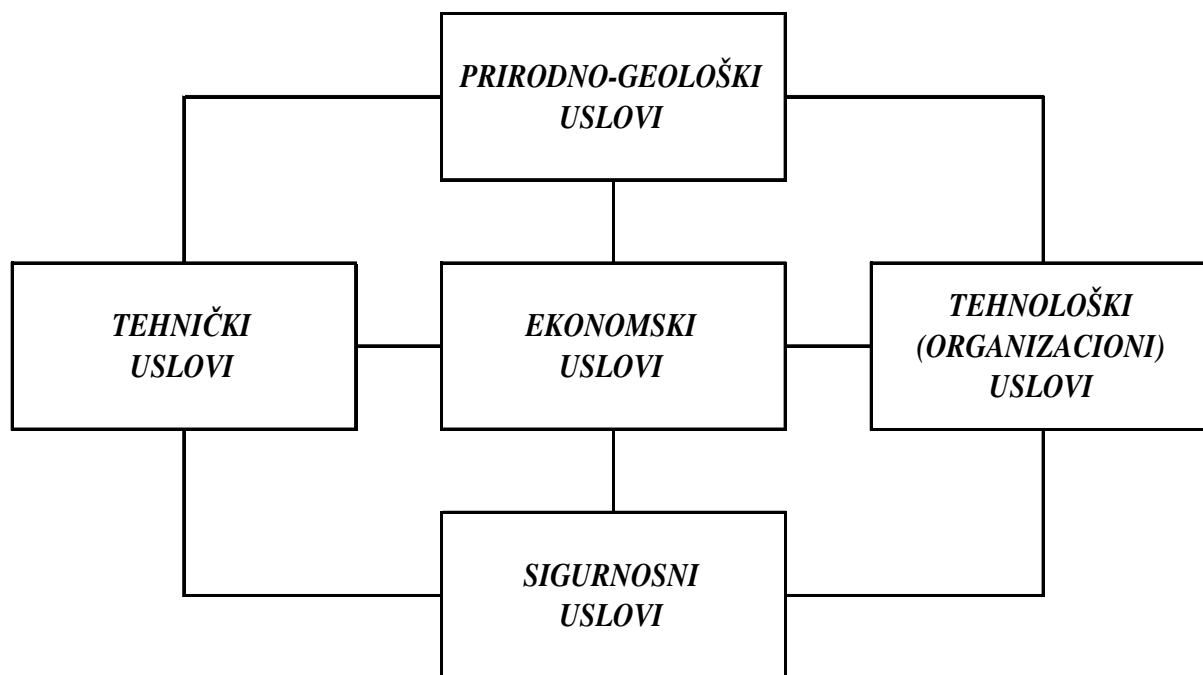 PRIRODNO-GEOLOŠKI
USLOVI
TEHNIČKI
USLOVI
EKONOMSKI
USLOVI
TEHNOLOŠKI
(ORGANIZACIONI)
USLOVI
SIGURNOSNI
USLOVI